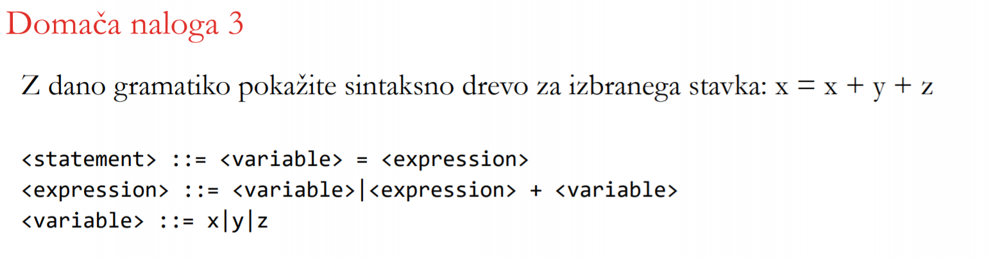 Domača naloga 3
Z dano gramatiko pokažite sintaksno drevo za izbranega stavka: x = x + y + z
<statement> ::= <variable> = <expression>
<expression> ::= <variable>|<expression> + <variable>
<variable> ::= x|y|z